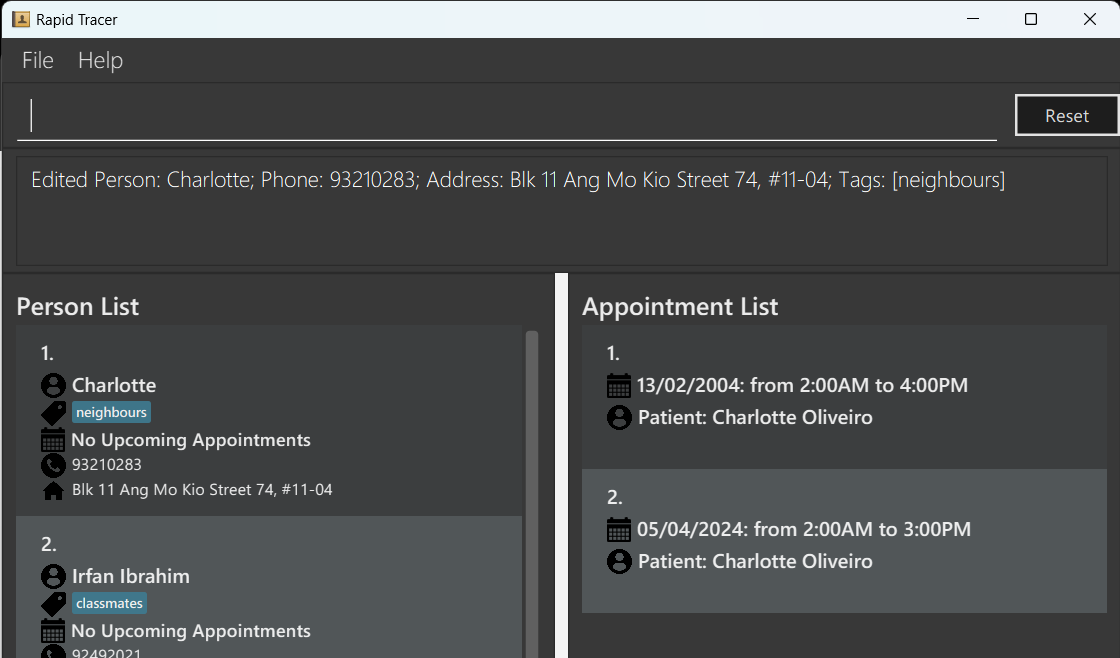 Rapid Tracer
File Help
Reset
Edited Person: Charlotte; Phone: 93210283; Address: Blk 11 Ang Mo Kio Street 74, #11-04; Tags: [neighbours]
Person List
1.
Charlotte
neighbours
No Upcoming Appointments
93210283
Blk 11 Ang Mo Kio Street 74, #11-04
2.
Irfan Ibrahim
classmates
No Upcoming Appointments
92492021
Appointment List
1.
13/02/2004: from 2:00AM to 4:00PM
Patient: Charlotte Oliveiro
2.
05/04/2024: from 2:00AM to 3:00PM
Patient: Charlotte Oliveiro